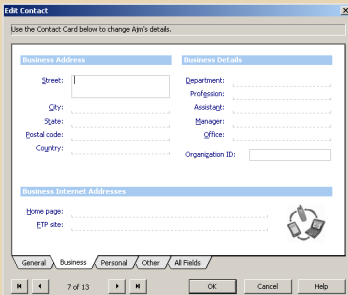 Edit Contact
Use the Contact Card below to change Ajm's details.
Business Address
Street:
City:
State:
Postal code:
Country:
Business Details
Department:
Profession:
Assistant:
Manager:
Office:
Organization ID:
Business Internet Addresses
Home page:
FTP site:
General Business Personal Other All Fields
7 of 13 OK Cancel Help